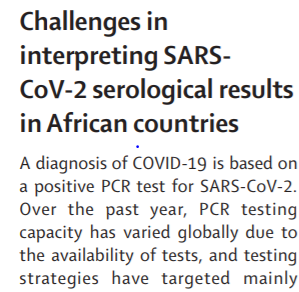 Challenges in
interpreting SARS-
CoV-2 serological results
in African countries
A diagnosis of COVID-19 is based on
a positive PCR test for SARS-CoV-2.
Over the past year, PCR testing
capacity has varied globally due to
the availability of tests, and testing
strategies have targeted mainly